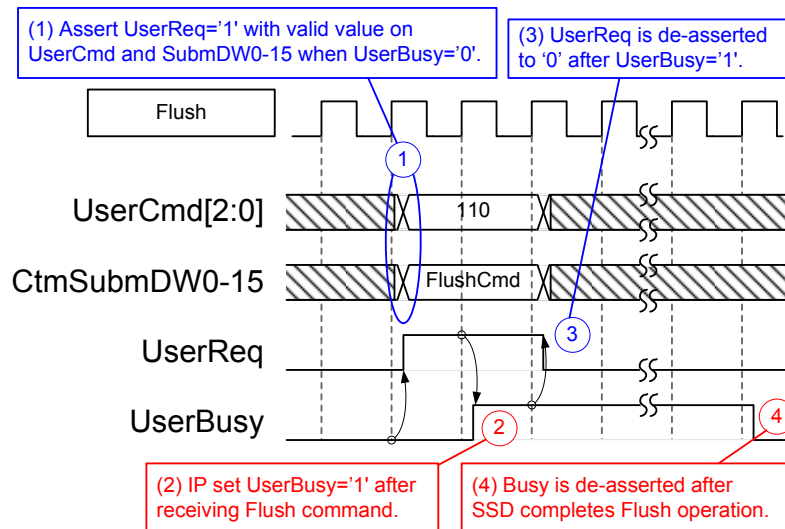 (1) Assert UserReq='1' with valid value on
UserCmd and SubmDW0-15 when UserBusy='0'.
(3) UserReq is de-asserted
to ‘0’ after UserBusy='1'.
Flush
1
UserCmd[2:0]
110
CtmSubmDW0-15
FlushCmd
UserReq
3
UserBusy
2
4
(2) IP set UserBusy=’1’ after
receiving Flush command.
(4) Busy is de-asserted after
SSD completes Flush operation.